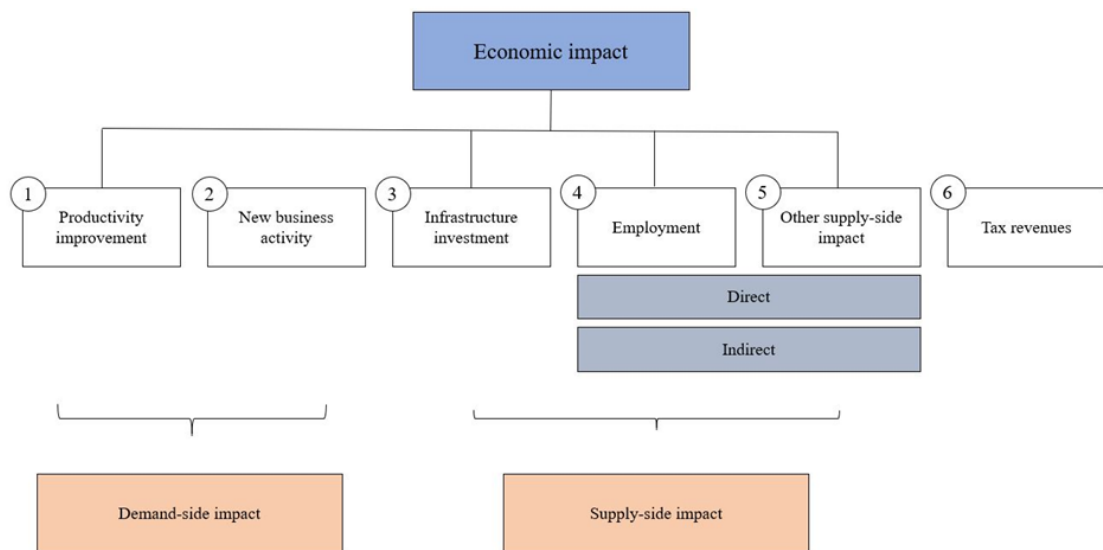 Economic impact
1
2
3
4
5
6
Productivity
improvement
New business
activity
Infrastructure
investment
Employment
Other supply-side
impact
Tax revenues
Direct
Indirect
Demand-side impact
Supply-side impact